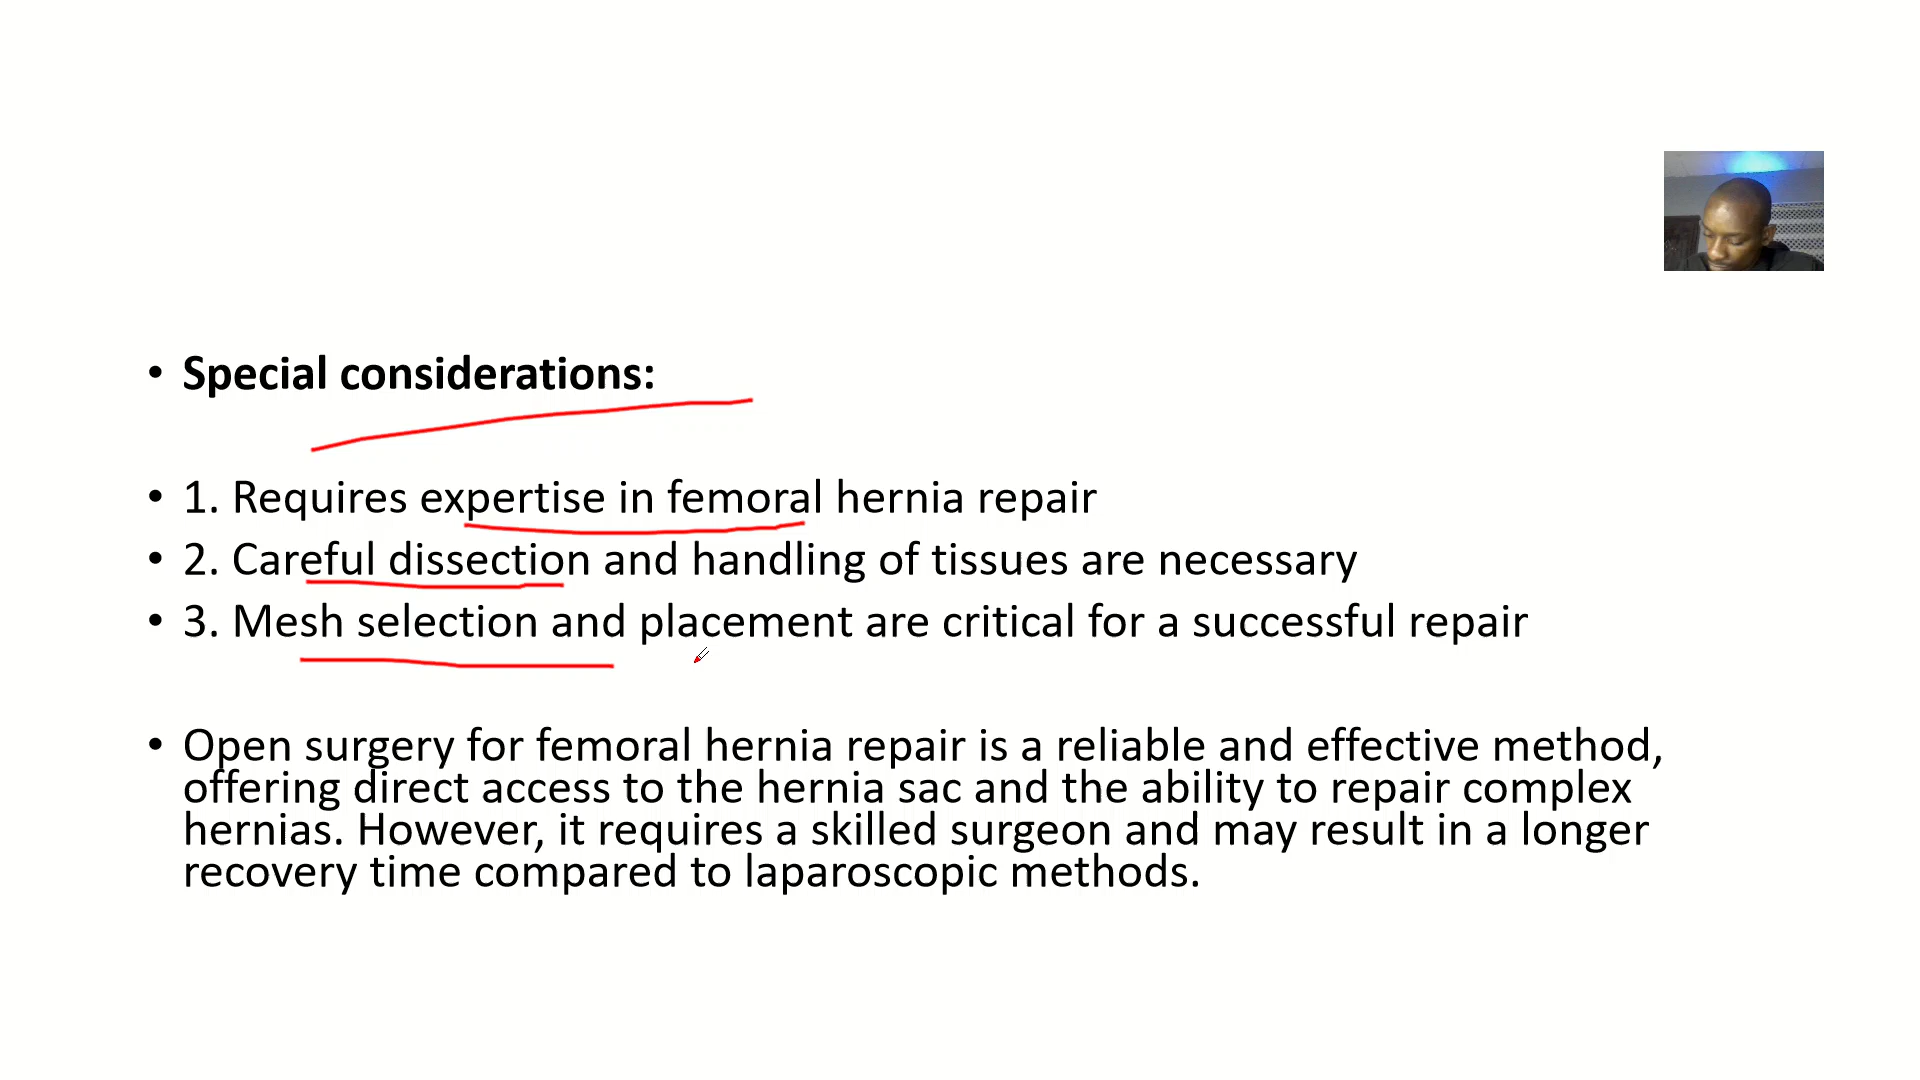 • Special considerations:
• 1. Requires expertise in femoral hernia repair
• 2. Careful dissection and handling of tissues are necessary
• 3. Mesh selection and placement are critical for a successful repair
• Open surgery for femoral hernia repair is a reliable and effective method,
offering direct access to the hernia sac and the ability to repair complex
hernias. However, it requires a skilled surgeon and may result in a longer
recovery time compared to laparoscopic methods.